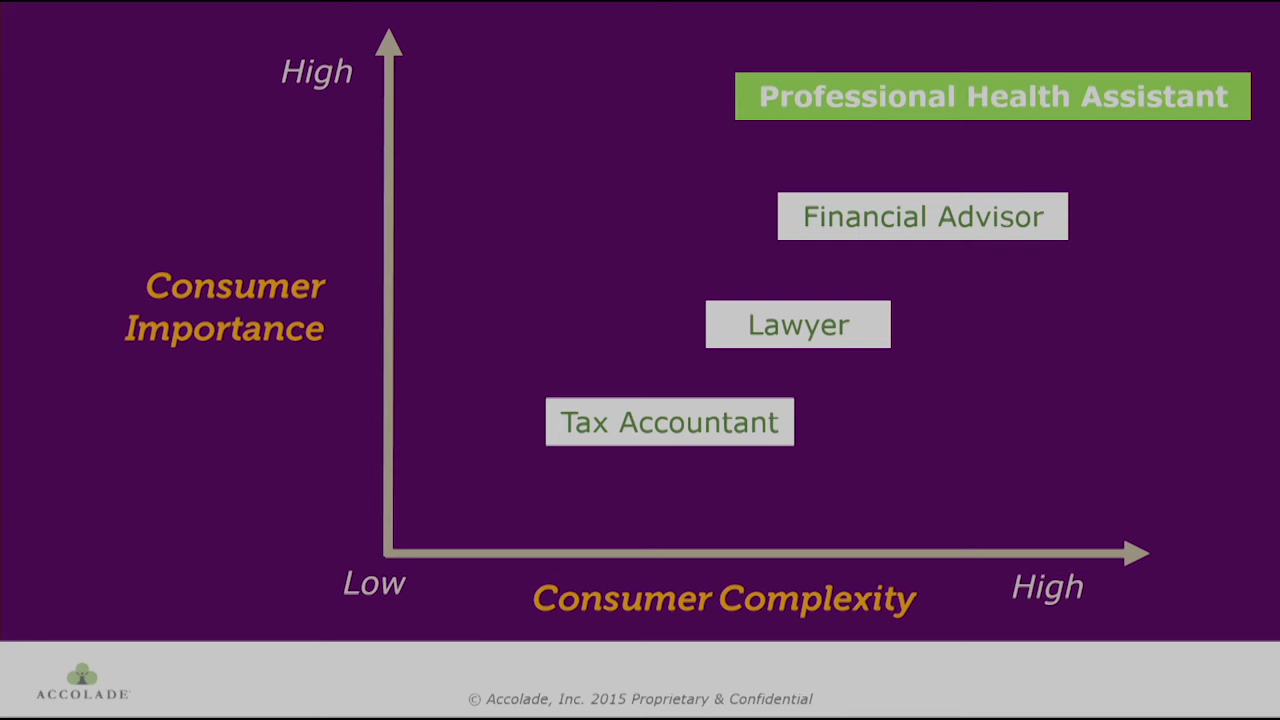 High
Professional Health Assistant
Financial Advisor
Consumer
Importance
Lawyer
Tax Accountant
Low
Consumer Complexity
High
ACCOLADE
© Accolade, Inc. 2015 Proprietary & Confidential